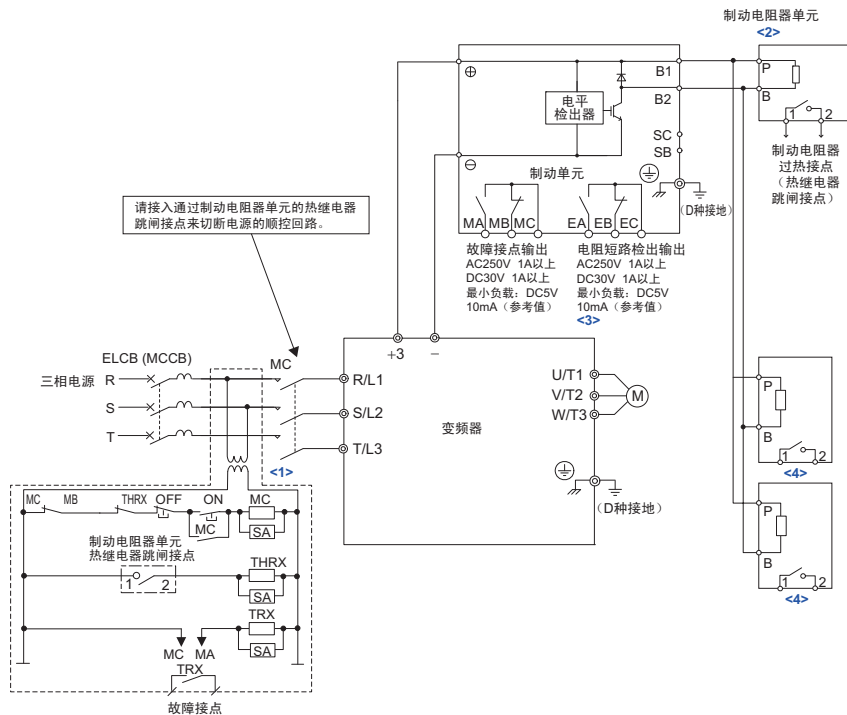 制动电阻器单元
<2>
B1
B2
SC
SB
P
B
1 2
电平
检出器
制动单元
(D种接地)
制动电阻器
过热接点
(热继电器
跳闸接点)
MA MB MC
EA EB EC
故障接点输出
AC250V 1A以上
DC30V 1A以上
最小负载：DC5V
10mA（参考值）
电阻短路检出输出
AC250V 1A以上
DC30V 1A以上
最小负载：DC5V
10mA（参考值）
<3>
请接入通过制动电阻器单元的热继电器
跳闸接点来切断电源的顺控回路。
+3 −
ELCB (MCCB)
MC
三相电源 R
S
T
R/L1
S/L2
T/L3
<1>
变频器
U/T1
V/T2
W/T3
M
(D种接地)
P
B
1 2
<4>
P
B
1 2
<4>
MC MB THRX OFF ON MC
MC
SA
制动电阻器单元
热继电器跳闸接点
1 2
THRX
SA
TRX
SA
MC MA
TRX
故障接点